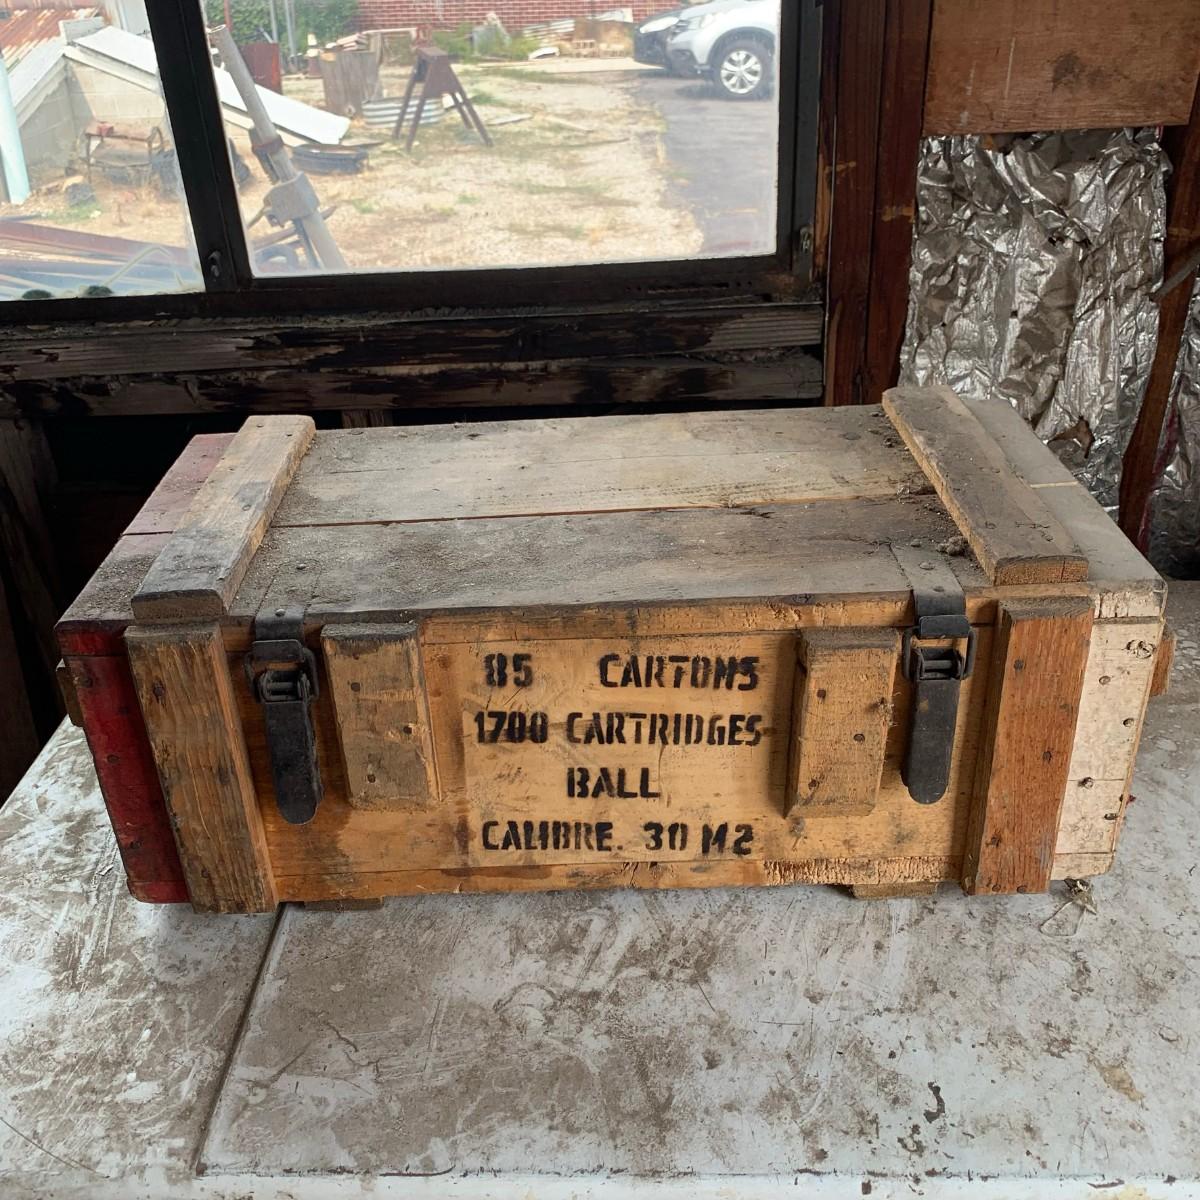 85 CARTONS
1700 CARTRIDGES
BALL
CALIBRE. 30 M2